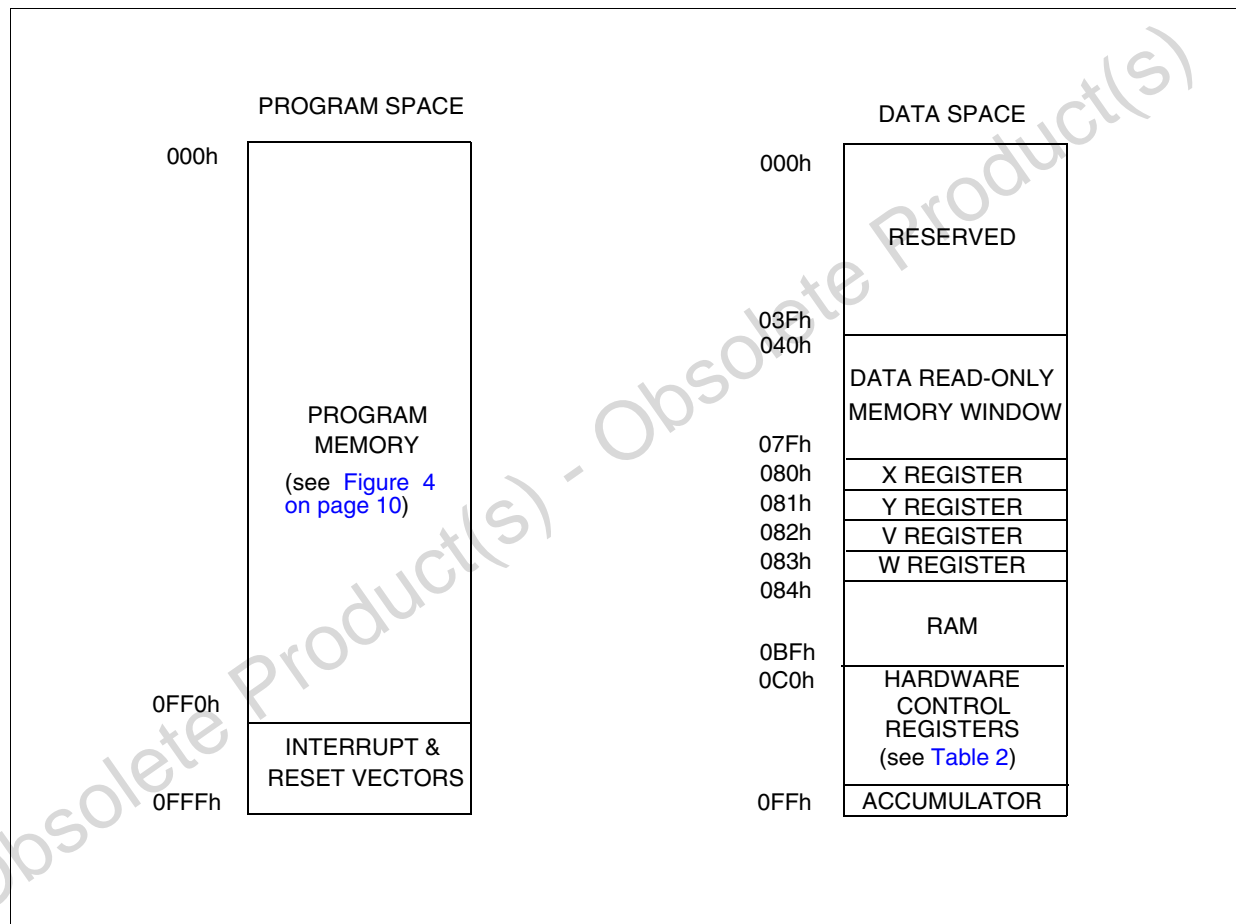 PROGRAM SPACE
000h
PROGRAM
MEMORY
(see Figure 4
on page 10)
0FF0h
INTERRUPT &
RESET VECTORS
0FFFh
DATA SPACE
000h
RESERVED
03Fh
040h
DATA READ-ONLY
MEMORY WINDOW
07Fh
080h
X REGISTER
081h
Y REGISTER
082h
V REGISTER
083h
W REGISTER
084h
RAM
0BFh
0C0h
HARDWARE
CONTROL
REGISTERS
(see Table 2)
0FFh
ACCUMULATOR
Obsolete Product(s) - Obsolete Product(s)